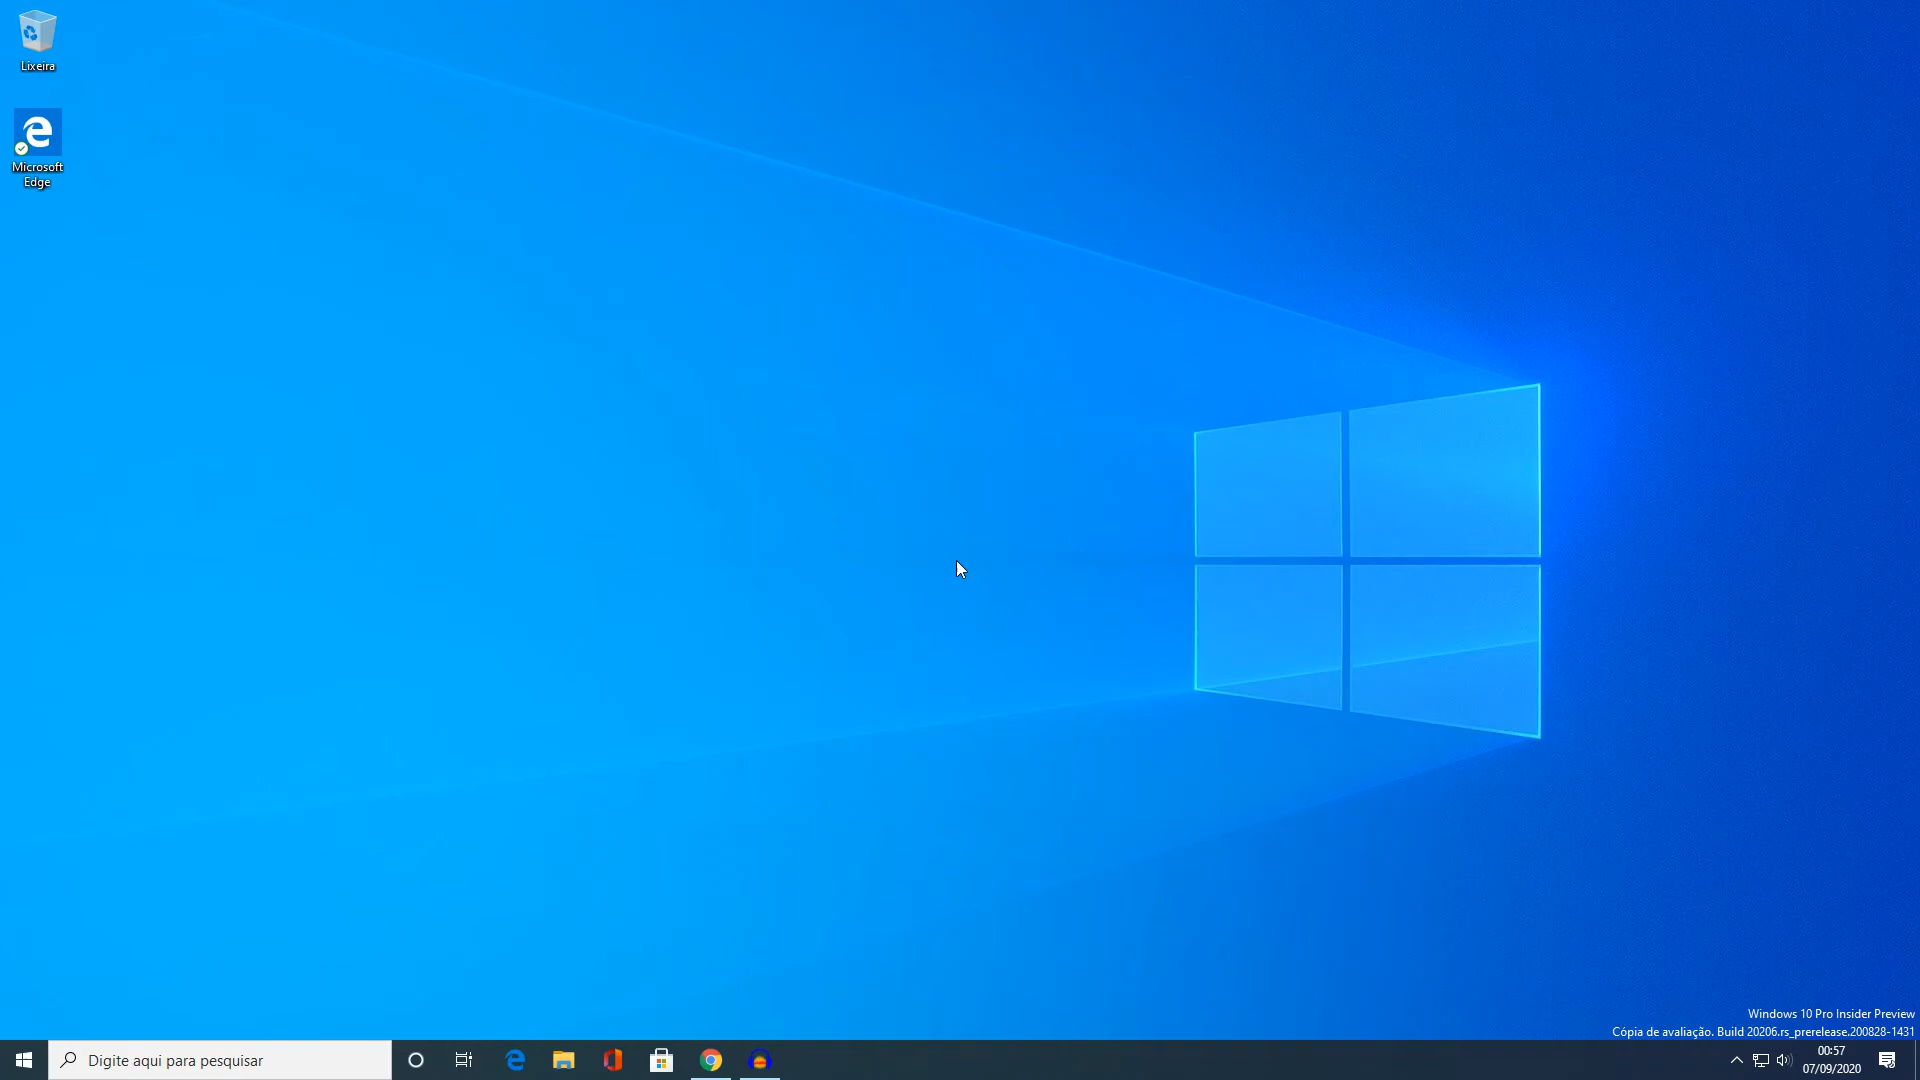 Lixeira
Microsoft
Edge
Windows 10 Pro Insider Preview
Cópia de avaliação. Build 20206.rs_prerelease.200828-1431
Digite aqui para pesquisar
00:57
07/09/2020